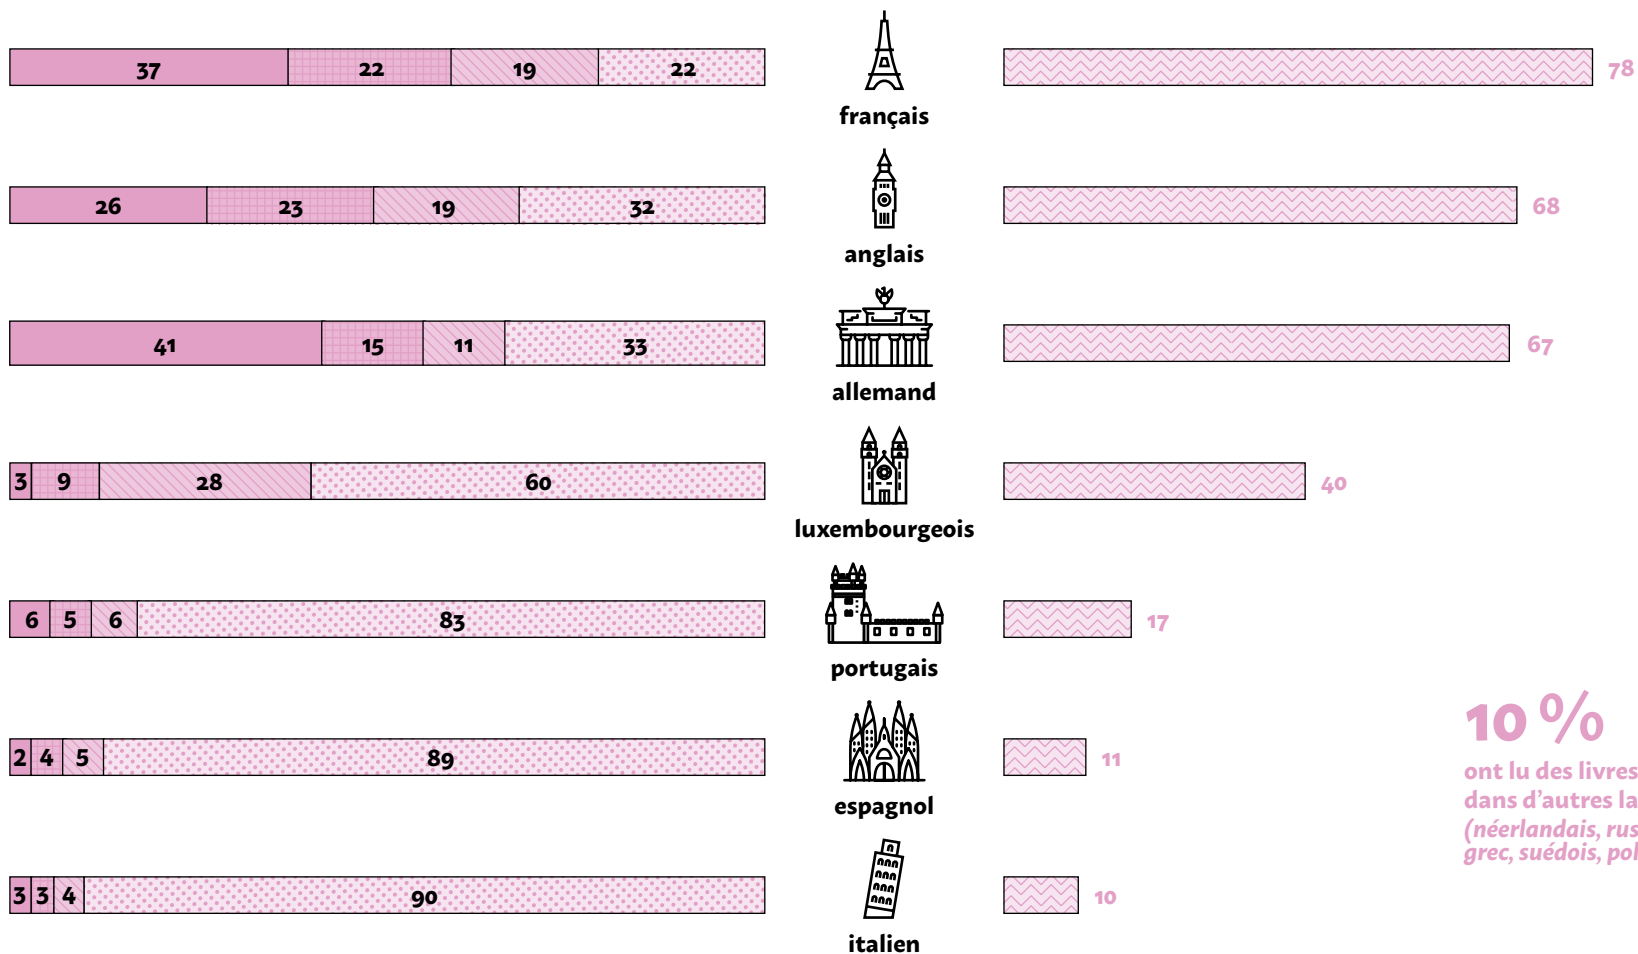 37 22 19 22 78
français
26 23 19 32 68
anglais
41 15 11 33 67
allemand
3 9 28 60 40
luxembourgeois
6 5 6 83 17
portugais
2 4 5 89 11
espagnol
10 %
ont lu des livres
dans d’autres la
(néerlandais, rus
grec, suédois, pol
3 3 4 90 10
italien